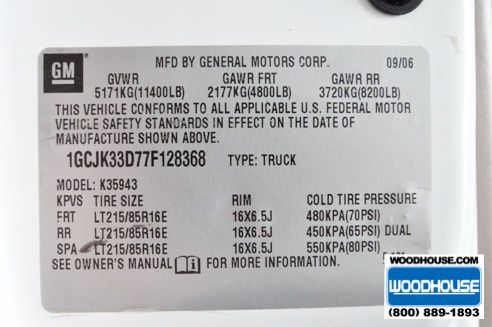 GM
MFD BY GENERAL MOTORS CORP. 09/06
GVWR GAWR FRT GAWR RR
5171KG(11400LB) 2177KG(4800LB) 3720KG(8200LB)
THIS VEHICLE CONFORMS TO ALL APPLICABLE U.S. FEDERAL MOTOR
VEHICLE SAFETY STANDARDS IN EFFECT ON THE DATE OF
MANUFACTURE SHOWN ABOVE.
1GCJK33D77F128368 TYPE: TRUCK
MODEL: K35943
KPVS TIRE SIZE RIM COLD TIRE PRESSURE
FRT LT215/85R16E 16X6.5J 480KPA(70PSI)
RR LT215/85R16E 16X6.5J 450KPA(65PSI) DUAL
SPA LT215/85R16E 16X6.5J 550KPA(80PSI)
SEE OWNER'S MANUAL i FOR MORE INFORMATION.
WOODHOUSE
(800) 889-1893